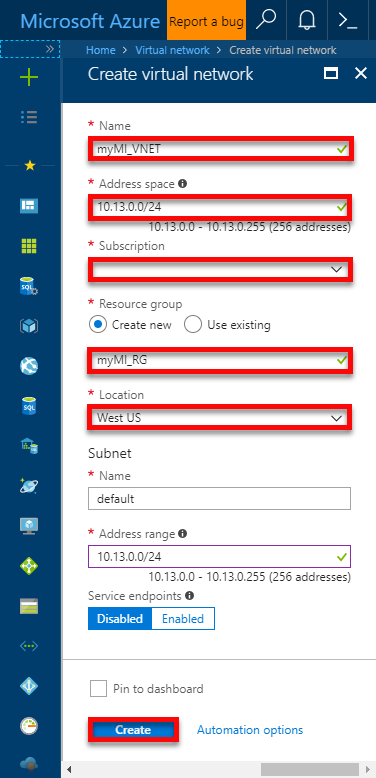 Microsoft Azure Report a bug
Home > Virtual network > Create virtual network
Create virtual network
* Name
myMI_VNET
* Address space
10.13.0.0/24
10.13.0.0 - 10.13.0.255 (256 addresses)
* Subscription
* Resource group
Create new Use existing
myMI_RG
* Location
West US
Subnet
* Name
default
* Address range
10.13.0.0/24
10.13.0.0 - 10.13.0.255 (256 addresses)
Service endpoints
Disabled Enabled
Pin to dashboard
Create Automation options